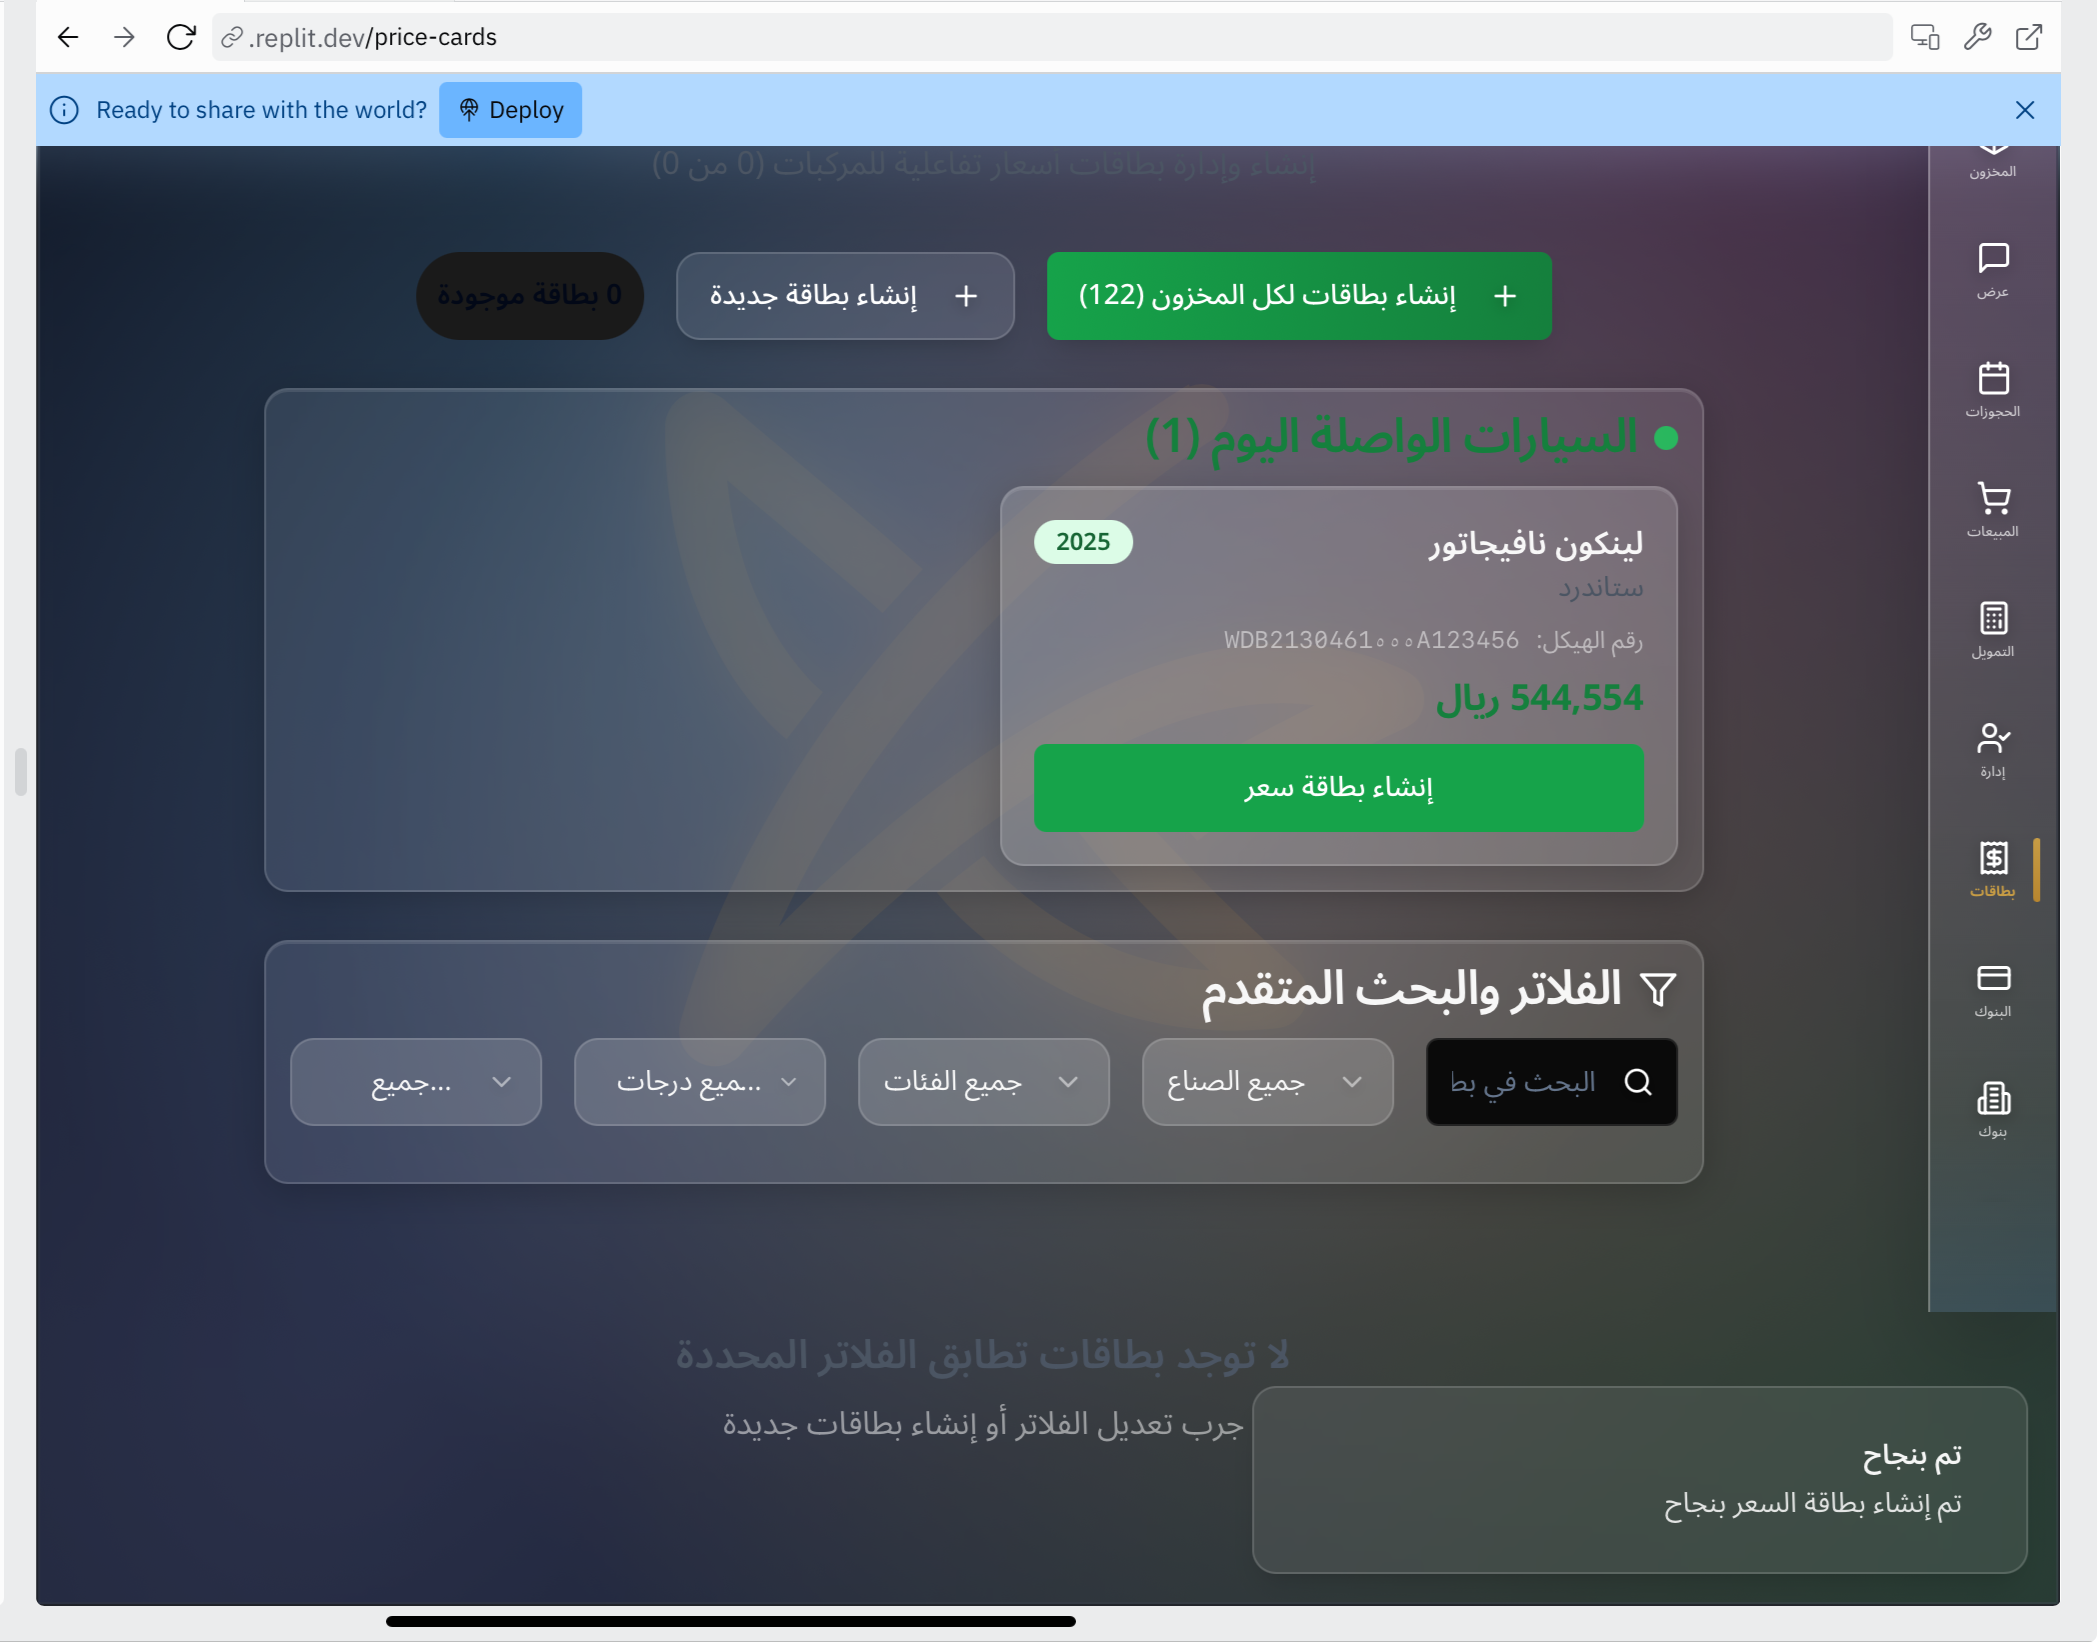 .replit.dev/price-cards
Ready to share with the world?
Deploy
إنشاء وإدارة بطاقات أسعار تفاعلية للمركبات (0 من 0)
إنشاء بطاقات لكل المخزون (122)
إنشاء بطاقة جديدة
0 بطاقة موجودة
السيارات الواصلة اليوم (1)
لينكون نافيجاتور
2025
ستاندرد
رقم الهيكل: WDB2130461٥٥٥A123456
544,554 ريال
إنشاء بطاقة سعر
الفلاتر والبحث المتقدم
البحث في بط
جميع الصناع
جميع الفئات
...ميع درجات
...جميع
لا توجد بطاقات تطابق الفلاتر المحددة
جرب تعديل الفلاتر أو إنشاء بطاقات جديدة
تم بنجاح
تم إنشاء بطاقة السعر بنجاح
المخزون
عرض
الحجوزات
المبيعات
التمويل
إدارة
بطاقات
البنوك
بنوك